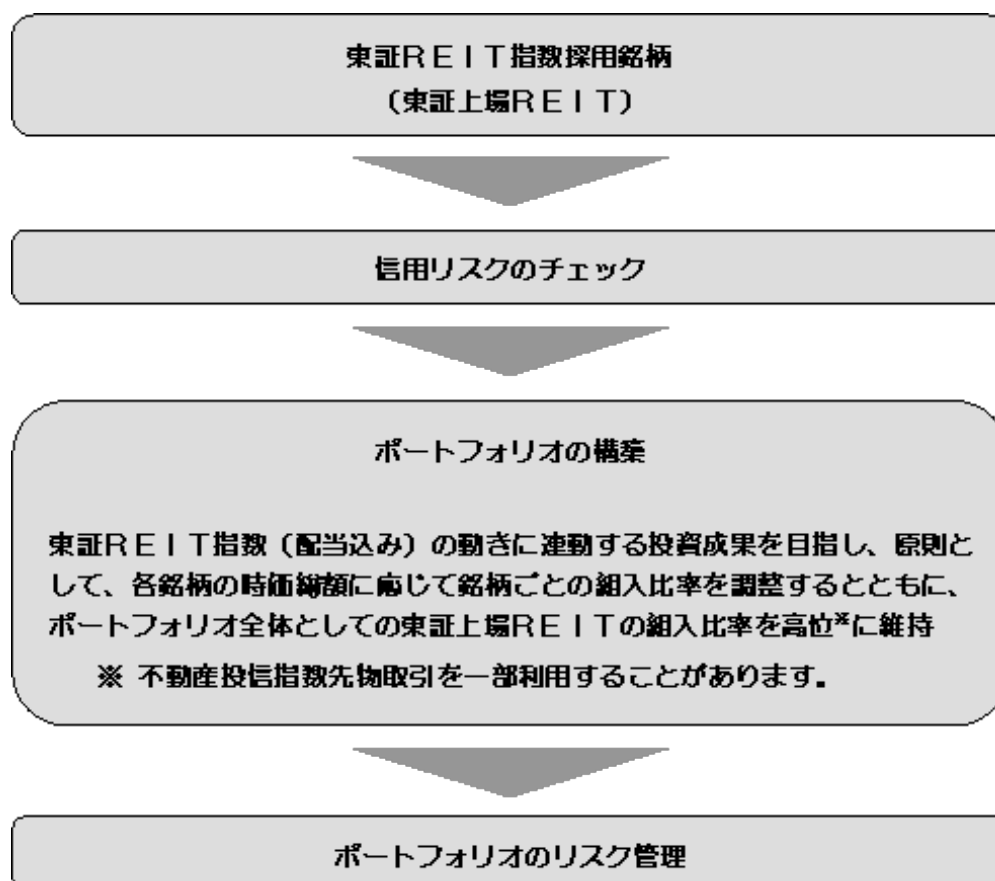 東証ＲＥＩＴ指数採用銘柄
（東証上場ＲＥＩＴ）
信用リスクのチェック
ポートフォリオの構築
東証ＲＥＩＴ指数（配当込み）の動きに連動する投資成果を目指し、原則と
して、各銘柄の時価総額に応じて銘柄ごとの組入比率を調整するとともに、
ポートフォリオ全体としての東証上場ＲＥＩＴの組入比率を高位※に維持
※ 不動産投信指数先物取引を一部利用することがあります。
ポートフォリオのリスク管理